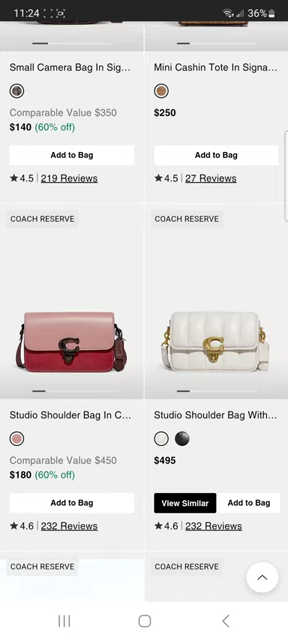 11:24
36%
Small Camera Bag In Sig...
Mini Cashin Tote In Signa...
Comparable Value $350
$140 (60% off)
$250
Add to Bag
Add to Bag
4.5 | 219 Reviews
4.5 | 27 Reviews
COACH RESERVE
COACH RESERVE
Studio Shoulder Bag In C...
Studio Shoulder Bag With...
Comparable Value $450
$180 (60% off)
$495
Add to Bag
View Similar
Add to Bag
4.6 | 232 Reviews
4.6 | 232 Reviews
COACH RESERVE
COACH RESERVE